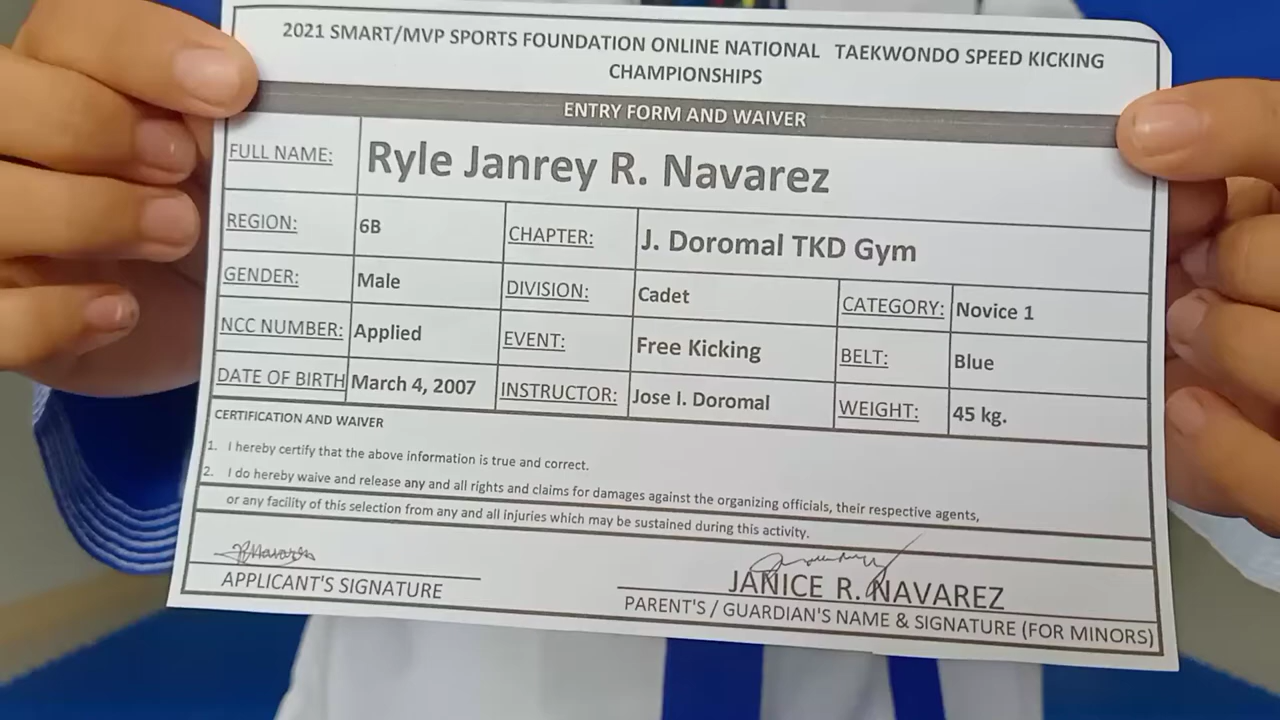 2021 SMART/MVP SPORTS FOUNDATION ONLINE NATIONAL TAEKWONDO SPEED KICKING
CHAMPIONSHIPS
ENTRY FORM AND WAIVER
FULL NAME: Ryle Janrey R. Navarez
REGION: 6B CHAPTER: J. Doromal TKD Gym
GENDER: Male DIVISION: Cadet CATEGORY: Novice 1
NCC NUMBER: Applied EVENT: Free Kicking BELT: Blue
DATE OF BIRTH March 4, 2007 INSTRUCTOR: Jose I. Doromal WEIGHT: 45 kg.
CERTIFICATION AND WAIVER
1. I hereby certify that the above information is true and correct.
2. I do hereby waive and release any and all rights and claims for damages against the organizing officials, their respective agents,
or any facility of this selection from any and all injuries which may be sustained during this activity.
JANICE R. NAVAREZ
APPLICANT'S SIGNATURE
PARENT'S / GUARDIAN'S NAME & SIGNATURE (FOR MINORS)